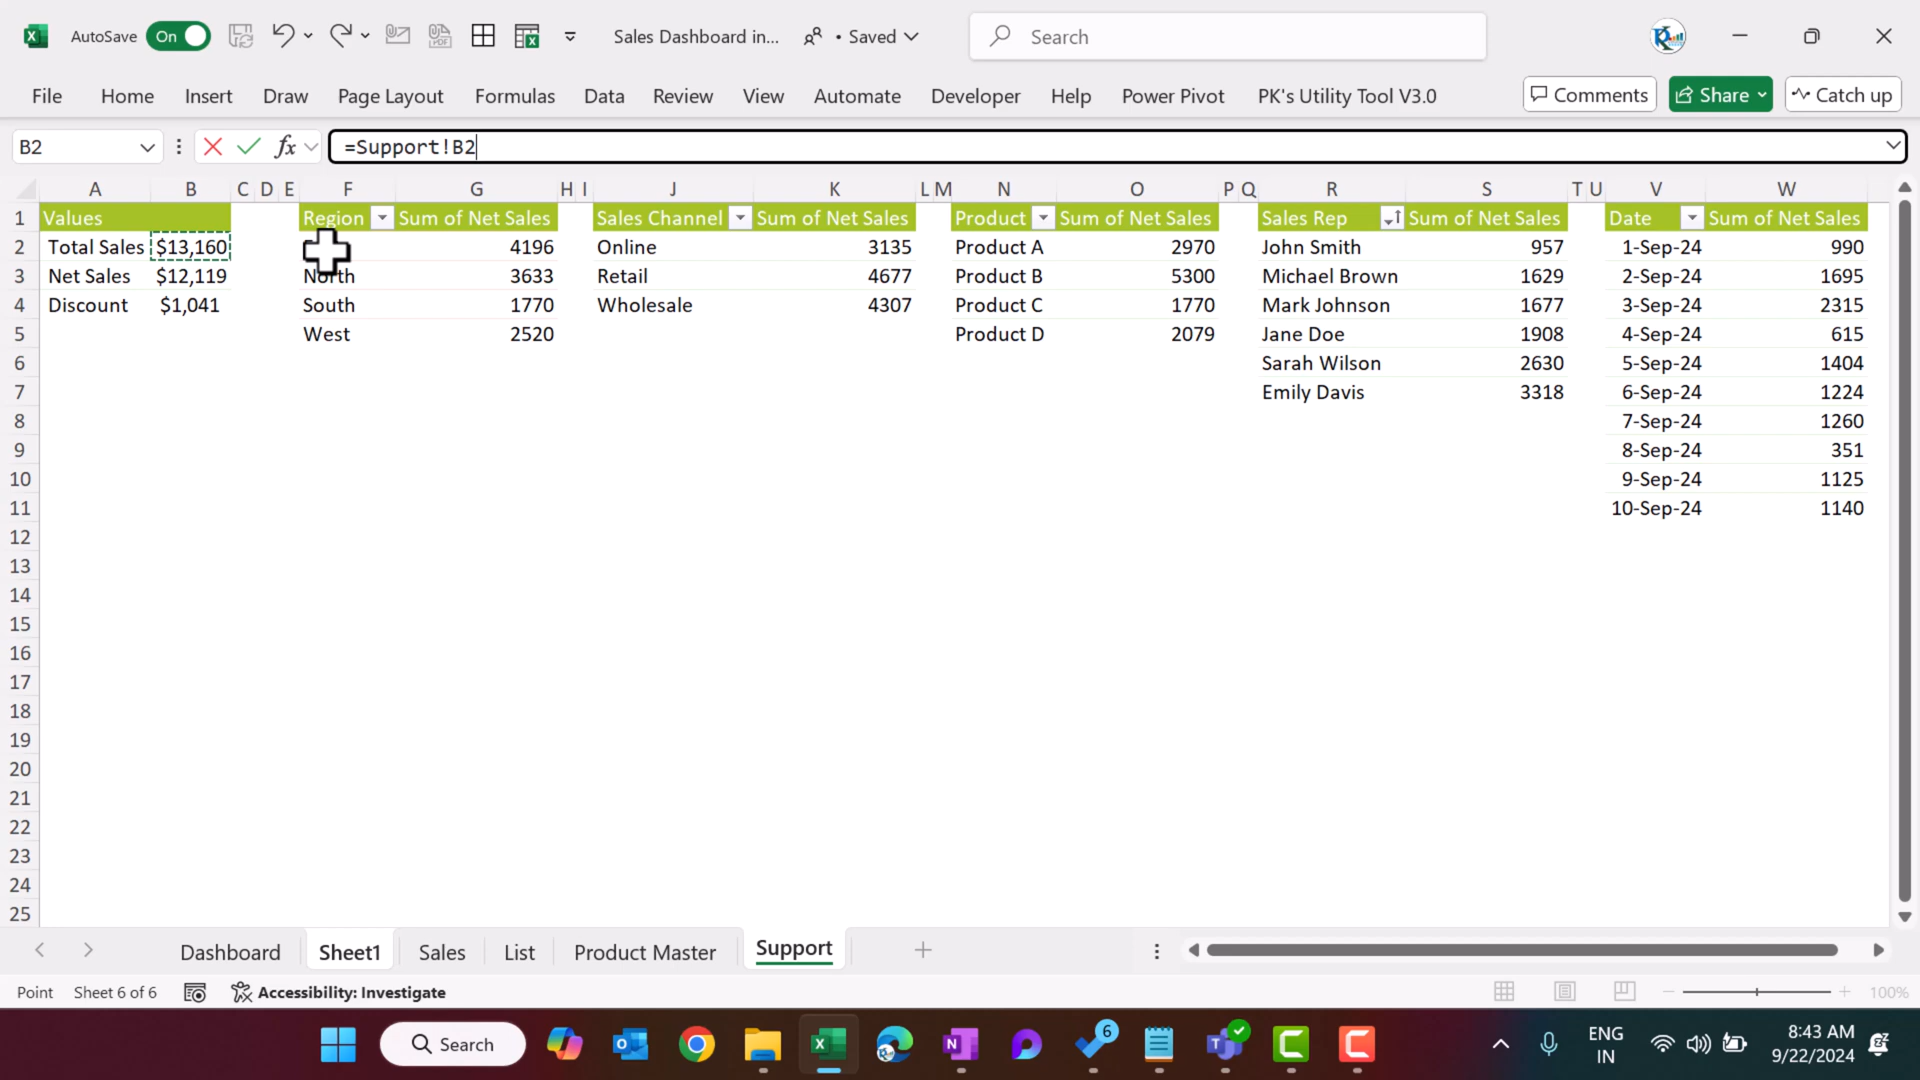 AutoSave On Sales Dashboard in... • Saved Search
File Home Insert Draw Page Layout Formulas Data Review View Automate Developer Help Power Pivot PK's Utility Tool V3.0 Comments Share Catch up
B2 fx =Support!B2
A B C D E F G H I J K L M N O P Q R S T U V W
1 Values Region Sum of Net Sales Sales Channel Sum of Net Sales Product Sum of Net Sales Sales Rep Sum of Net Sales Date Sum of Net Sales
2 Total Sales $13,160 4196 Online 3135 Product A 2970 John Smith 957 1-Sep-24 990
3 Net Sales $12,119 North 3633 Retail 4677 Product B 5300 Michael Brown 1629 2-Sep-24 1695
4 Discount $1,041 South 1770 Wholesale 4307 Product C 1770 Mark Johnson 1677 3-Sep-24 2315
5 West 2520 Product D 2079 Jane Doe 1908 4-Sep-24 615
6 Sarah Wilson 2630 5-Sep-24 1404
7 Emily Davis 3318 6-Sep-24 1224
8 7-Sep-24 1260
9 8-Sep-24 351
10 9-Sep-24 1125
11 10-Sep-24 1140
12
13
14
15
16
17
18
19
20
21
22
23
24
25
Dashboard Sheet1 Sales List Product Master Support
Point Sheet 6 of 6 Accessibility: Investigate 100%
Search 6 ENG 8:43 AM
IN 9/22/2024